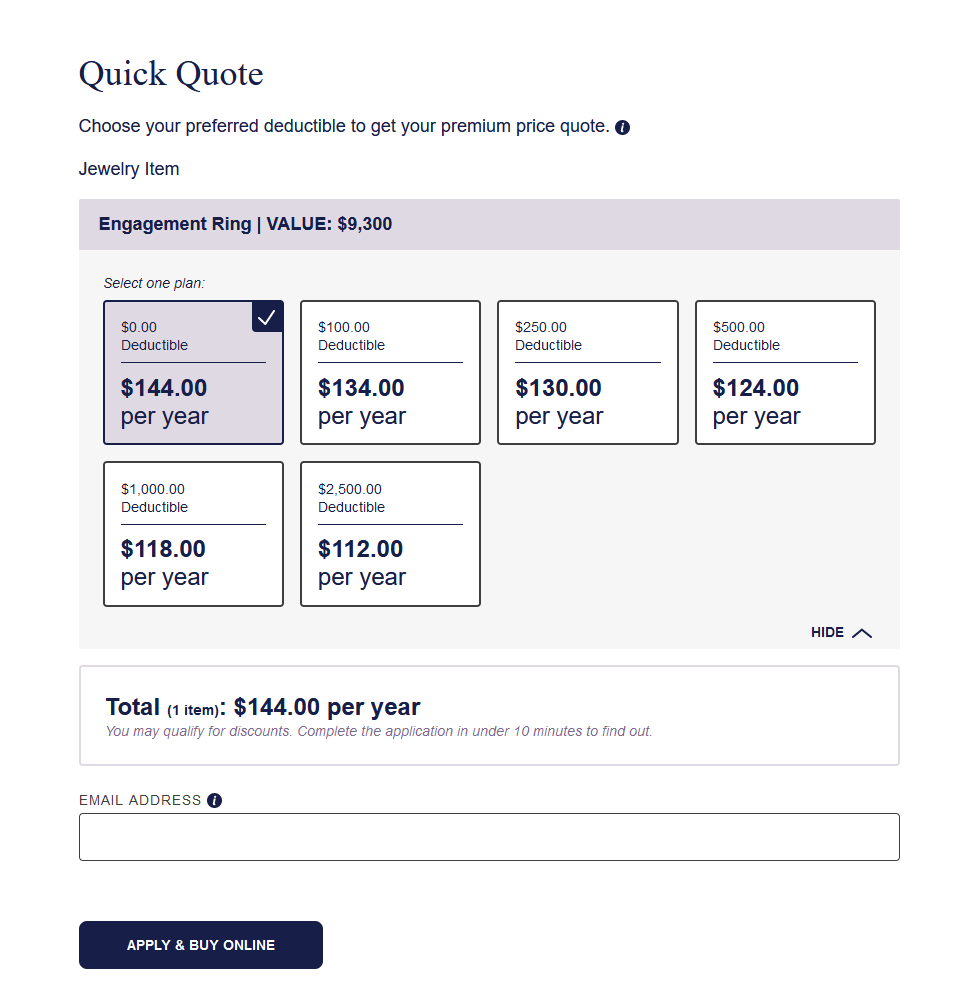 Quick Quote
Choose your preferred deductible to get your premium price quote. i
Jewelry Item
Engagement Ring | VALUE: $9,300
Select one plan:
$0.00
Deductible
$144.00
per year
$100.00
Deductible
$134.00
per year
$250.00
Deductible
$130.00
per year
$500.00
Deductible
$124.00
per year
$1,000.00
Deductible
$118.00
per year
$2,500.00
Deductible
$112.00
per year
HIDE
Total (1 item): $144.00 per year
You may qualify for discounts. Complete the application in under 10 minutes to find out.
EMAIL ADDRESS i
APPLY & BUY ONLINE